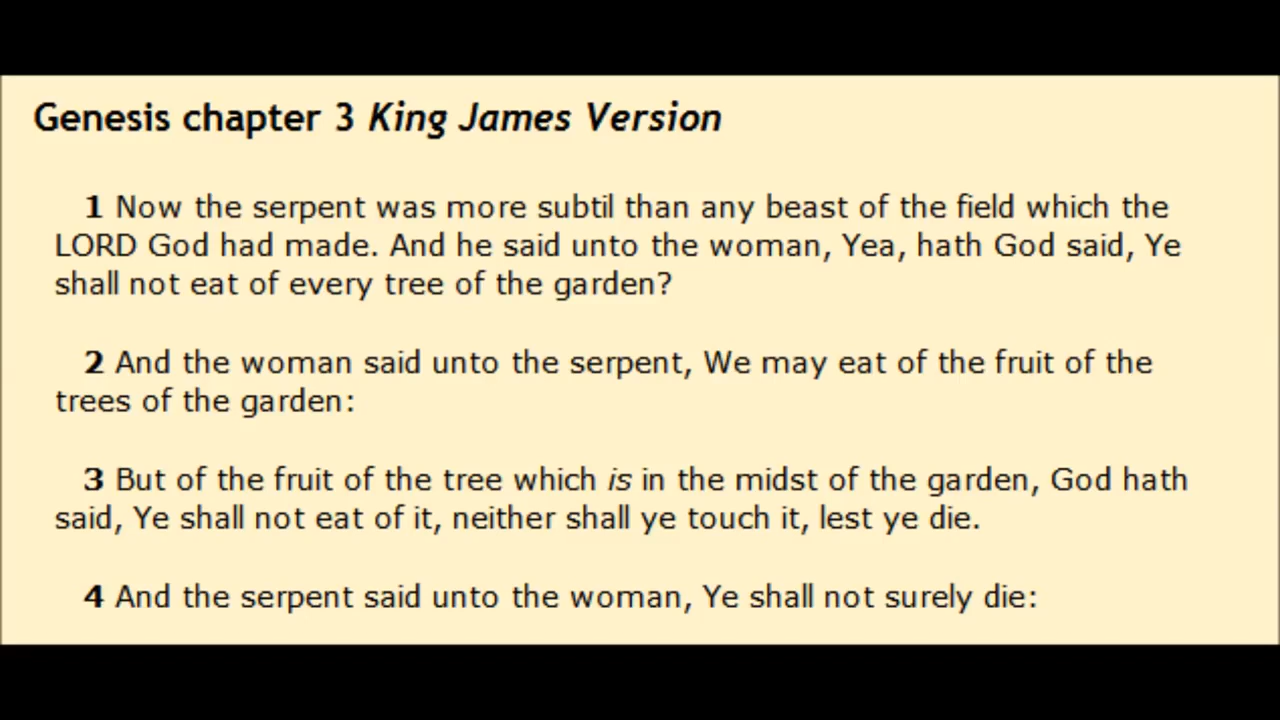 Genesis chapter 3 King James Version
1 Now the serpent was more subtil than any beast of the field which the
LORD God had made. And he said unto the woman, Yea, hath God said, Ye
shall not eat of every tree of the garden?
2 And the woman said unto the serpent, We may eat of the fruit of the
trees of the garden:
3 But of the fruit of the tree which is in the midst of the garden, God hath
said, Ye shall not eat of it, neither shall ye touch it, lest ye die.
4 And the serpent said unto the woman, Ye shall not surely die: